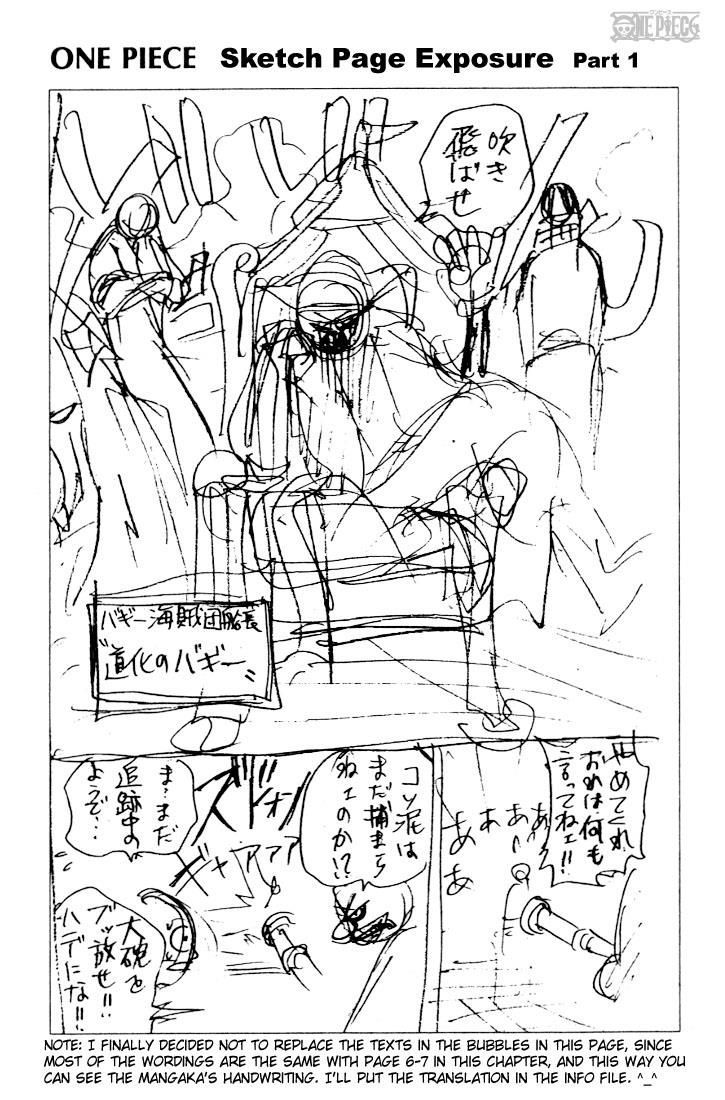 ワンピース
ONE PIECE
ONE PIECE Sketch Page Exposure Part 1
吹き
飛ばせ
バギー海賊団船長
"道化のバギー"
やめてくれ
おれは何も
言ってねェ!!
あ、
あ
あ
あ
あ
コソ泥は
まだ捕まら
ねェのか!?
ズドォン
ギャアアア
ま…まだ
追跡中の
ようで…
大砲を
ブッ放せ!!
ハデにな!!
NOTE: I FINALLY DECIDED NOT TO REPLACE THE TEXTS IN THE BUBBLES IN THIS PAGE, SINCE
MOST OF THE WORDINGS ARE THE SAME WITH PAGE 6-7 IN THIS CHAPTER, AND THIS WAY YOU
CAN SEE THE MANGAKA'S HANDWRITING. I'LL PUT THE TRANSLATION IN THE INFO FILE. ^_^